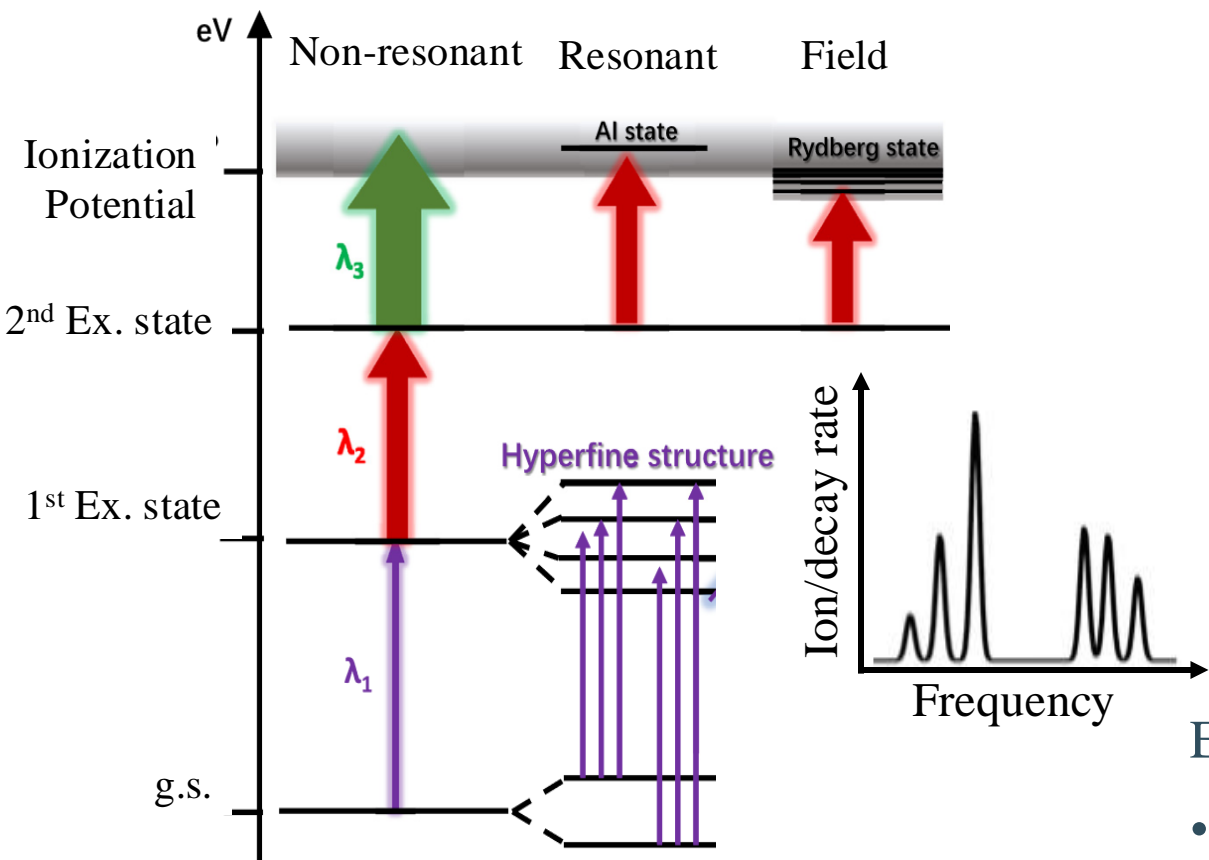 eV
Non-resonant
Resonant
Field
Ionization
Potential
AI state
Rydberg state
λ3
2nd Ex. state
λ2
Hyperfine structure
1st Ex. state
λ1
g.s.
Ion/decay rate
Frequency
E
•